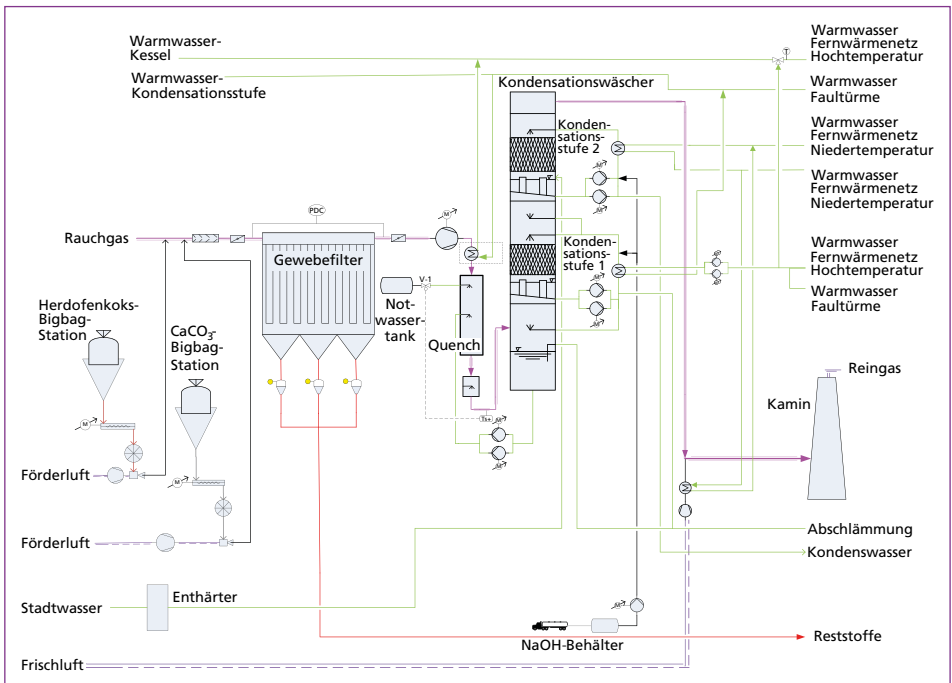 Warmwasser-
Kessel
Warmwasser-
Kondensationsstufe
Kondensationswäscher
Warmwasser
Fernwärmenetz
Hochtemperatur
T
Warmwasser
Faultürme
Konden-
sations-
stufe 2
M
Warmwasser
Fernwärmenetz
Niedertemperatur
Warmwasser
Fernwärmenetz
Niedertemperatur
M
PDC
M
Rauchgas
Gewebefilter
Konden-
sations-
stufe 1
M
Warmwasser
Fernwärmenetz
Hochtemperatur
Warmwasser
Faultürme
V-1
Not-
wasser-
tank
Quench
M
Herdofenkoks-
Bigbag-
Station
CaCO3-
Bigbag-
Station
Reingas
Kamin
M
M
M
M
Förderluft
Förderluft
Abschlämmung
Kondenswasser
Stadtwasser
Enthärter
M
NaOH-Behälter
Reststoffe
Frischluft